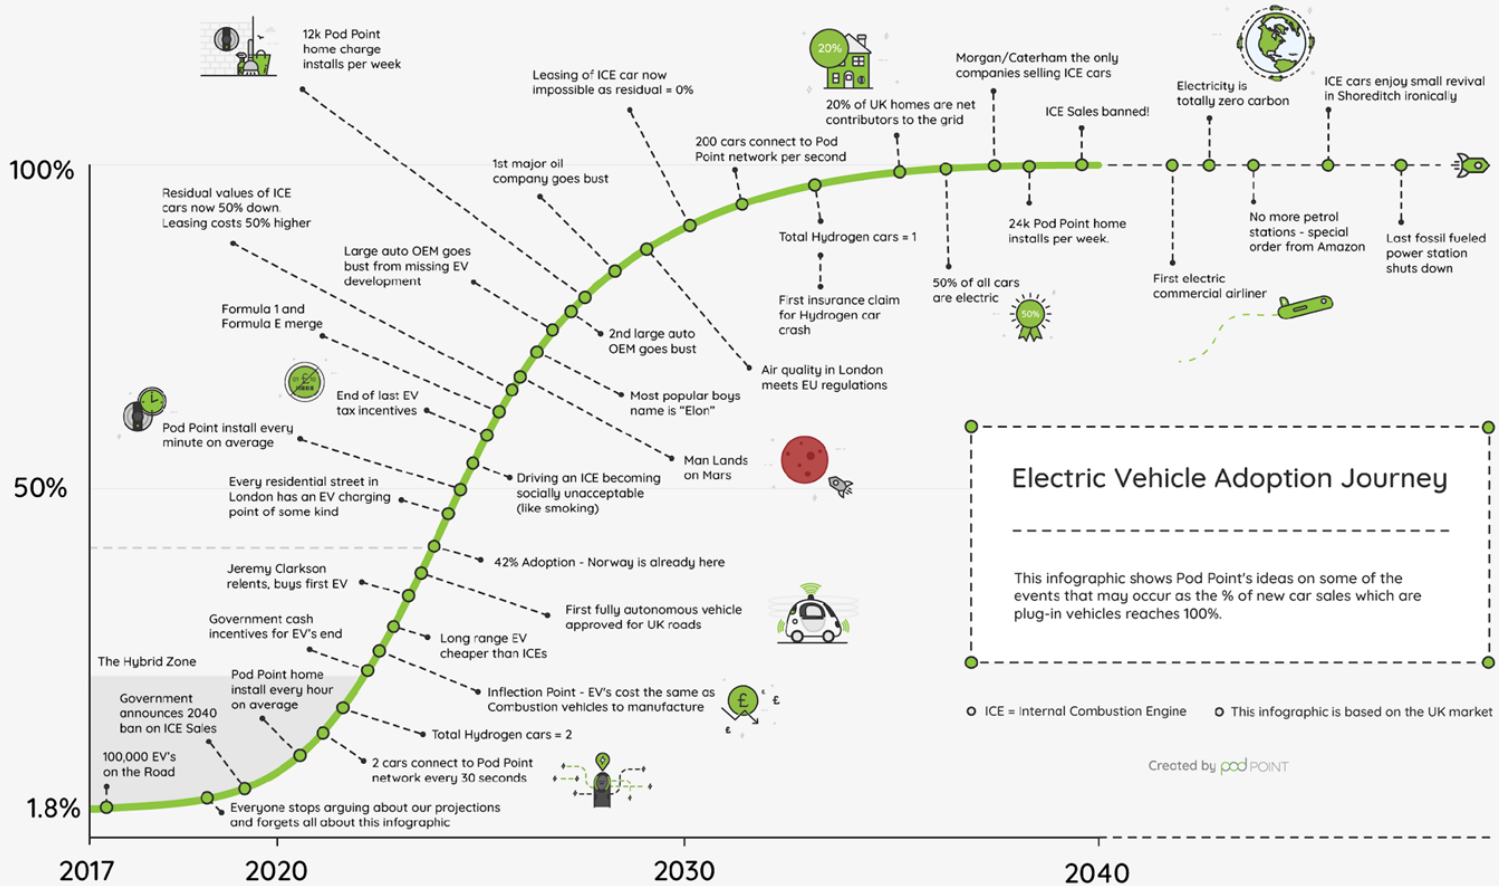 12k Pod Point
home charge
installs per week
Leasing of ICE car now
impossible as residual = 0%
20%
20% of UK homes are net
contributors to the grid
Morgan/Caterham the only
companies selling ICE cars
ICE Sales banned!
Electricity is
totally zero carbon
ICE cars enjoy small revival
in Shoreditch ironically
200 cars connect to Pod
Point network per second
1st major oil
company goes bust
100%
Residual values of ICE
cars now 50% down.
Leasing costs 50% higher
Large auto OEM goes
bust from missing EV
development
Formula 1 and
Formula E merge
Total Hydrogen cars = 1
First insurance claim
for Hydrogen car
crash
50% of all cars
are electric
50%
24k Pod Point home
installs per week.
No more petrol
stations - special
order from Amazon
First electric
commercial airliner
Last fossil fueled
power station
shuts down
2nd large auto
OEM goes bust
Air quality in London
meets EU regulations
End of last EV
tax incentives
Most popular boys
name is "Elon"
Pod Point install every
minute on average
Man Lands
on Mars
50%
Every residential street in
London has an EV charging
point of some kind
Driving an ICE becoming
socially unacceptable
(like smoking)
42% Adoption - Norway is already here
Jeremy Clarkson
relents, buys first EV
First fully autonomous vehicle
approved for UK roads
Government cash
incentives for EV's end
Long range EV
cheaper than ICEs
The Hybrid Zone
Pod Point home
install every hour
on average
Inflection Point - EV's cost the same as
Combustion vehicles to manufacture
£
£
£
Government
announces 2040
ban on ICE Sales
Total Hydrogen cars = 2
100,000 EV's
on the Road
2 cars connect to Pod Point
network every 30 seconds
1.8%
Everyone stops arguing about our projections
and forgets all about this infographic
2017
2020
2030
2040
Electric Vehicle Adoption Journey
This infographic shows Pod Point's ideas on some of the
events that may occur as the % of new car sales which are
plug-in vehicles reaches 100%.
ICE = Internal Combustion Engine
This infographic is based on the UK market
Created by pod POINT